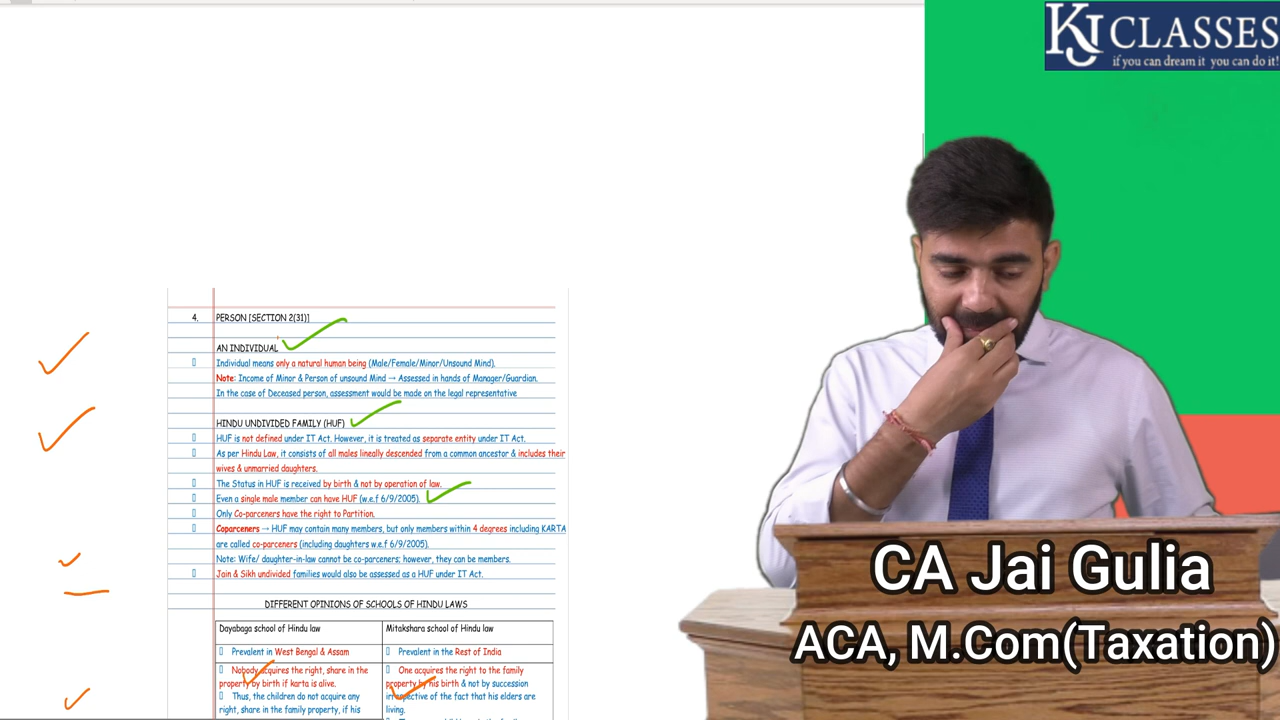 KJ CLASSES
if you can dream it you can do it!
4. PERSON [SECTION 2(31)]
AN INDIVIDUAL
Individual means only a natural human being (Male/Female/Minor/Unsound Mind).
Note: Income of Minor & Person of unsound Mind → Assessed in hands of Manager/Guardian.
In the case of Deceased person, assessment would be made on the legal representative
HINDU UNDIVIDED FAMILY (HUF)
HUF is not defined under IT Act. However, it is treated as separate entity under IT Act.
As per Hindu Law, it consists of all males lineally descended from a common ancestor & includes their
wives & unmarried daughters.
The Status in HUF is received by birth & not by operation of law.
Even a single male member can have HUF (w.e.f 6/9/2005).
Only Co-parceners have the right to Partition.
Coparceners → HUF may contain many members, but only members within 4 degrees including KARTA
are called co-parceners (including daughters w.e.f 6/9/2005).
Note: Wife/ daughter-in-law cannot be co-parceners; however, they can be members.
Jain & Sikh undivided families would also be assessed as a HUF under IT Act.
DIFFERENT OPINIONS OF SCHOOLS OF HINDU LAWS
Dayabaga school of Hindu law
Prevalent in West Bengal & Assam
Nobody acquires the right, share in the
property by birth if karta is alive.
Thus, the children do not acquire any
right, share in the family property, if his
Mitakshara school of Hindu law
Prevalent in the Rest of India
One acquires the right to the family
property by his birth & not by succession
irrespective of the fact that his elders are
living.
CA Jai Gulia
ACA, M.Com(Taxation)